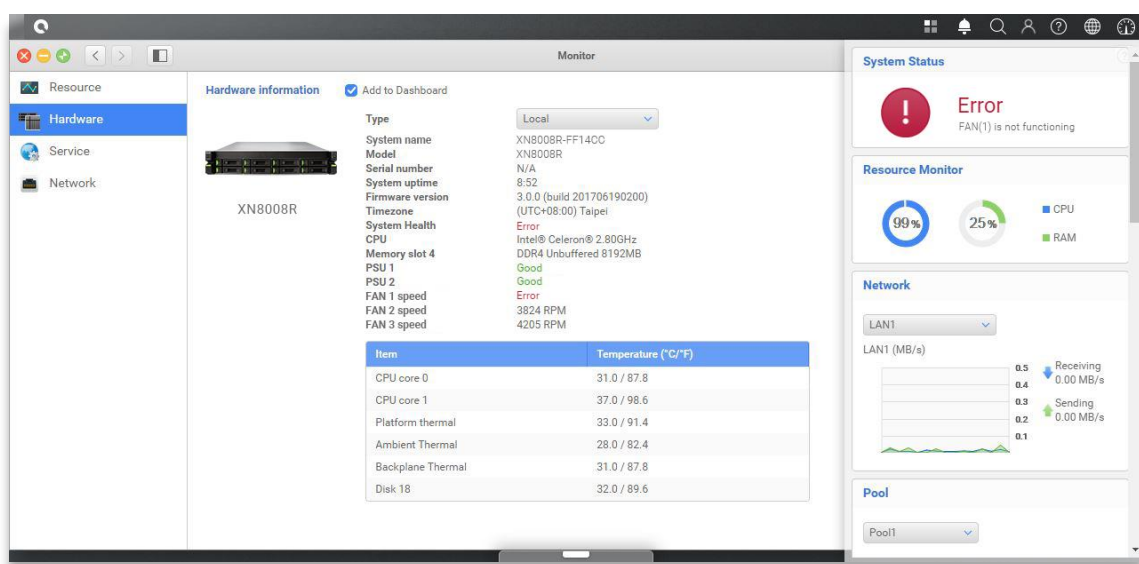 Monitor
Resource
Hardware
Service
Network
Hardware information
Add to Dashboard
XN8008R
Type Local
System name XN8008R-FF14CC
Model XN8008R
Serial number N/A
System uptime 8:52
Firmware version 3.0.0 (build 201706190200)
Timezone (UTC+08:00) Taipei
System Health Error
CPU Intel® Celeron® 2.80GHz
Memory slot 4 DDR4 Unbuffered 8192MB
PSU 1 Good
PSU 2 Good
FAN 1 speed Error
FAN 2 speed 3824 RPM
FAN 3 speed 4205 RPM
Item Temperature (°C/°F)
CPU core 0 31.0 / 87.8
CPU core 1 37.0 / 98.6
Platform thermal 33.0 / 91.4
Ambient Thermal 28.0 / 82.4
Backplane Thermal 31.0 / 87.8
Disk 18 32.0 / 89.6
System Status
Error
FAN(1) is not functioning
Resource Monitor
99%
25%
CPU
RAM
Network
LAN1
LAN1 (MB/s)
0.5
0.4
0.3
0.2
0.1
Receiving
0.00 MB/s
Sending
0.00 MB/s
Pool
Pool1